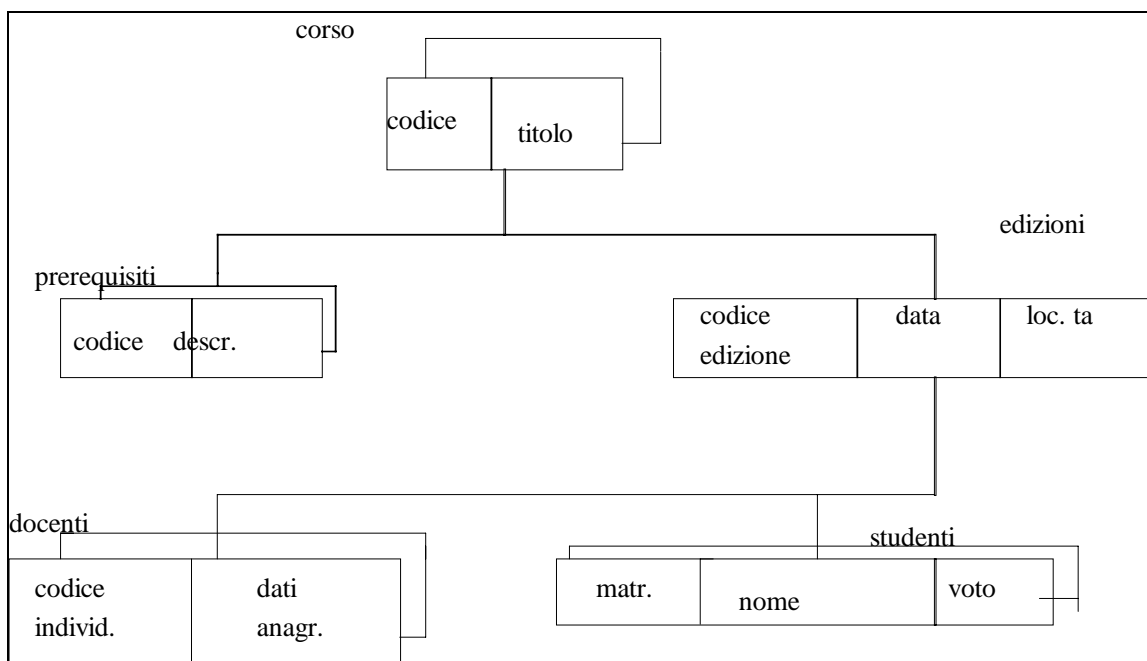 corso
codice titolo
edizioni
prerequisiti
codice descr.
codice edizione data loc. ta
docenti
studenti
codice individ. dati anagr.
matr. nome voto